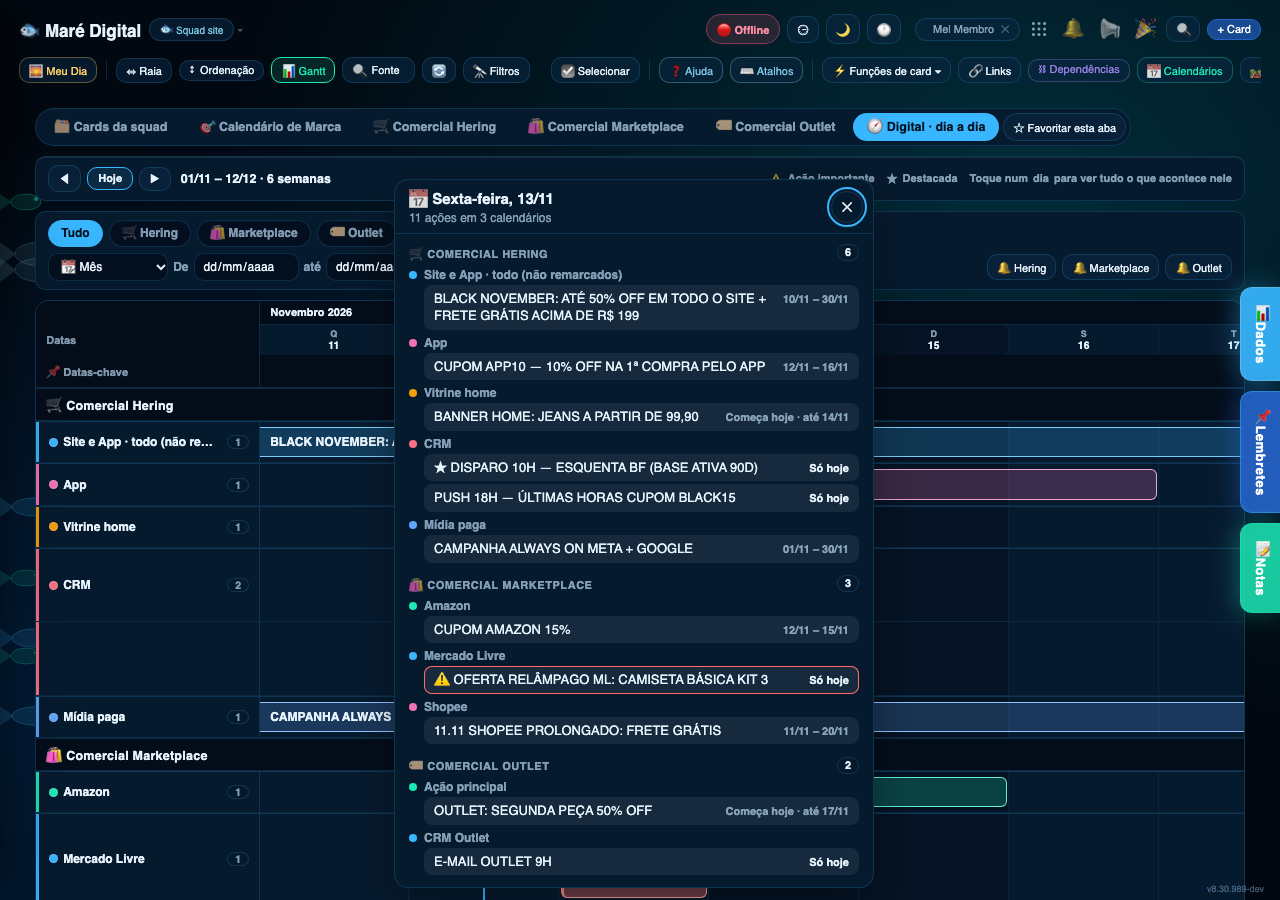 Maré Digital
Squad site
Offline
Mel Membro
+ Card
Meu Dia
Raia
Ordenação
Gantt
Fonte
Filtros
Selecionar
Ajuda
Atalhos
Funções de card
Links
Dependências
Calendários
Cards da squad
Calendário de Marca
Comercial Hering
Comercial Marketplace
Comercial Outlet
Digital · dia a dia
☆ Favoritar esta aba
Hoje
01/11 – 12/12 · 6 semanas
Ação importante
★ Destacada
Toque num dia para ver tudo o que acontece nele
Tudo
Hering
Marketplace
Outlet
Mês
De
dd/mm/aaaa
até
dd/mm/aaaa
Hering
Marketplace
Outlet
Sexta-feira, 13/11
11 ações em 3 calendários
COMERCIAL HERING 6
Site e App · todo (não remarcados)
BLACK NOVEMBER: ATÉ 50% OFF EM TODO O SITE + 10/11 – 30/11
FRETE GRÁTIS ACIMA DE R$ 199
App
CUPOM APP10 — 10% OFF NA 1ª COMPRA PELO APP 12/11 – 16/11
Vitrine home
BANNER HOME: JEANS A PARTIR DE 99,90 Começa hoje · até 14/11
CRM
★ DISPARO 10H — ESQUENTA BF (BASE ATIVA 90D) Só hoje
PUSH 18H — ÚLTIMAS HORAS CUPOM BLACK15 Só hoje
Mídia paga
CAMPANHA ALWAYS ON META + GOOGLE 01/11 – 30/11
COMERCIAL MARKETPLACE 3
Amazon
CUPOM AMAZON 15% 12/11 – 15/11
Mercado Livre
⚠️ OFERTA RELÂMPAGO ML: CAMISETA BÁSICA KIT 3 Só hoje
Shopee
11.11 SHOPEE PROLONGADO: FRETE GRÁTIS 11/11 – 20/11
COMERCIAL OUTLET 2
Ação principal
OUTLET: SEGUNDA PEÇA 50% OFF Começa hoje · até 17/11
CRM Outlet
E-MAIL OUTLET 9H Só hoje
Novembro 2026
Datas
Q
11
D
15
S
16
T
17
Datas-chave
Comercial Hering
Site e App · todo (não re... 1
BLACK NOVEMBER:
App 1
Vitrine home 1
CRM 2
Mídia paga 1
CAMPANHA ALWAYS
Comercial Marketplace
Amazon 1
Mercado Livre 1
Dados
Lembretes
Notas
v8.30.989-dev